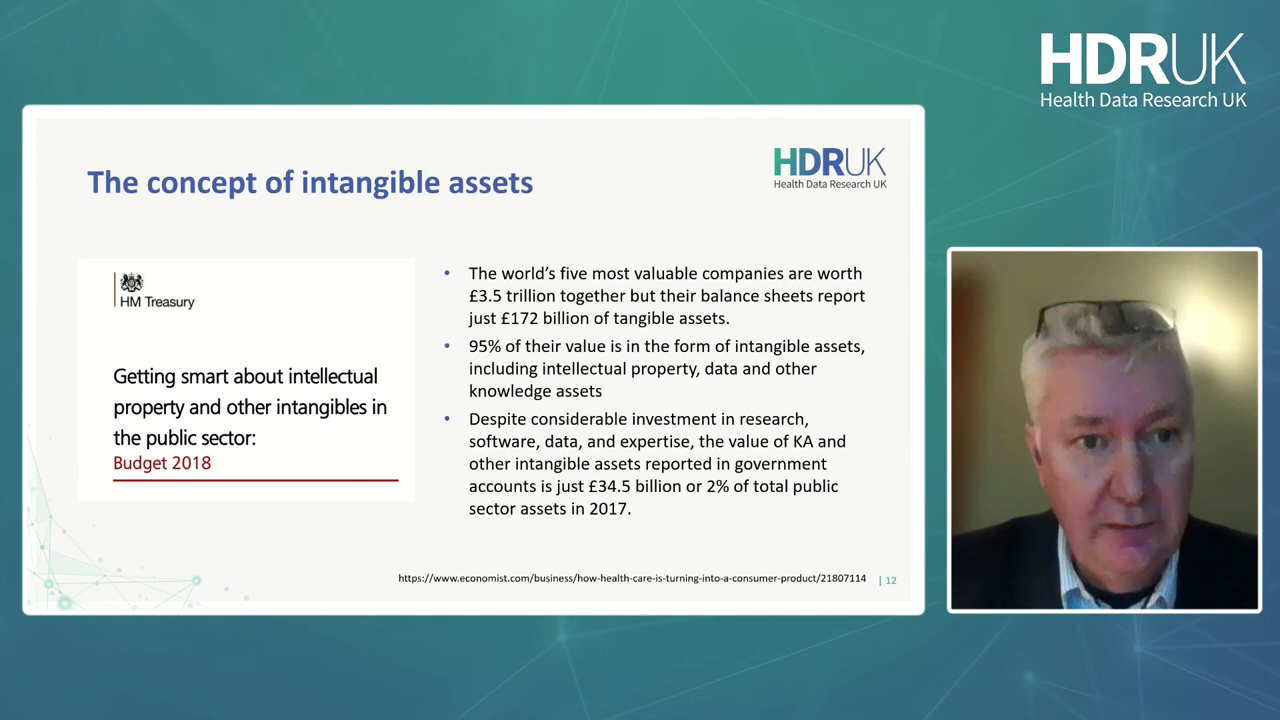 HDRUK
Health Data Research UK
The concept of intangible assets
HDRUK
Health Data Research UK
HM Treasury
Getting smart about intellectual
property and other intangibles in
the public sector:
Budget 2018
• The world's five most valuable companies are worth
£3.5 trillion together but their balance sheets report
just £172 billion of tangible assets.
• 95% of their value is in the form of intangible assets,
including intellectual property, data and other
knowledge assets
• Despite considerable investment in research,
software, data, and expertise, the value of KA and
other intangible assets reported in government
accounts is just £34.5 billion or 2% of total public
sector assets in 2017.
https://www.economist.com/business/how-health-care-is-turning-into-a-consumer-product/21807114 | 12